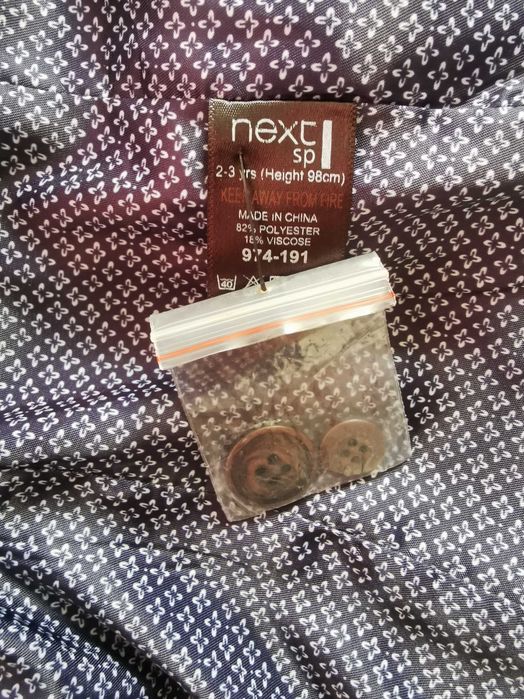 next
sp
2-3 yrs (Height 98cm)
KEEP AWAY FROM FIRE
MADE IN CHINA
82% POLYESTER
18% VISCOSE
974-191
40